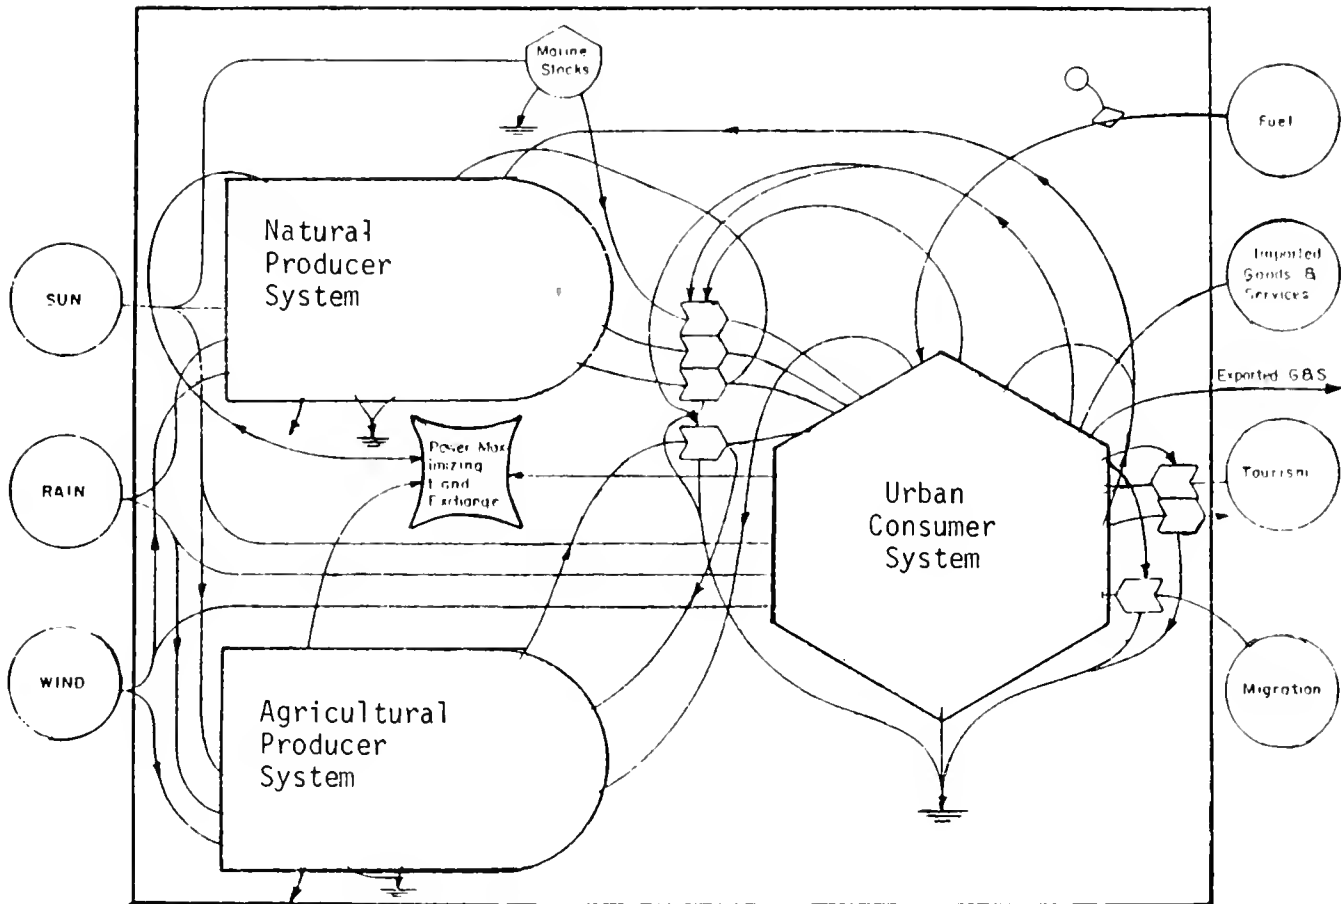 Marine
Stocks
Fuel
Natural
Producer
System
SUN
Imported
Goods &
Services
Exported G&S
Power Max
imizing
Land
Exchange
Tourism
RAIN
Urban
Consumer
System
WIND
Agricultural
Producer
System
Migration